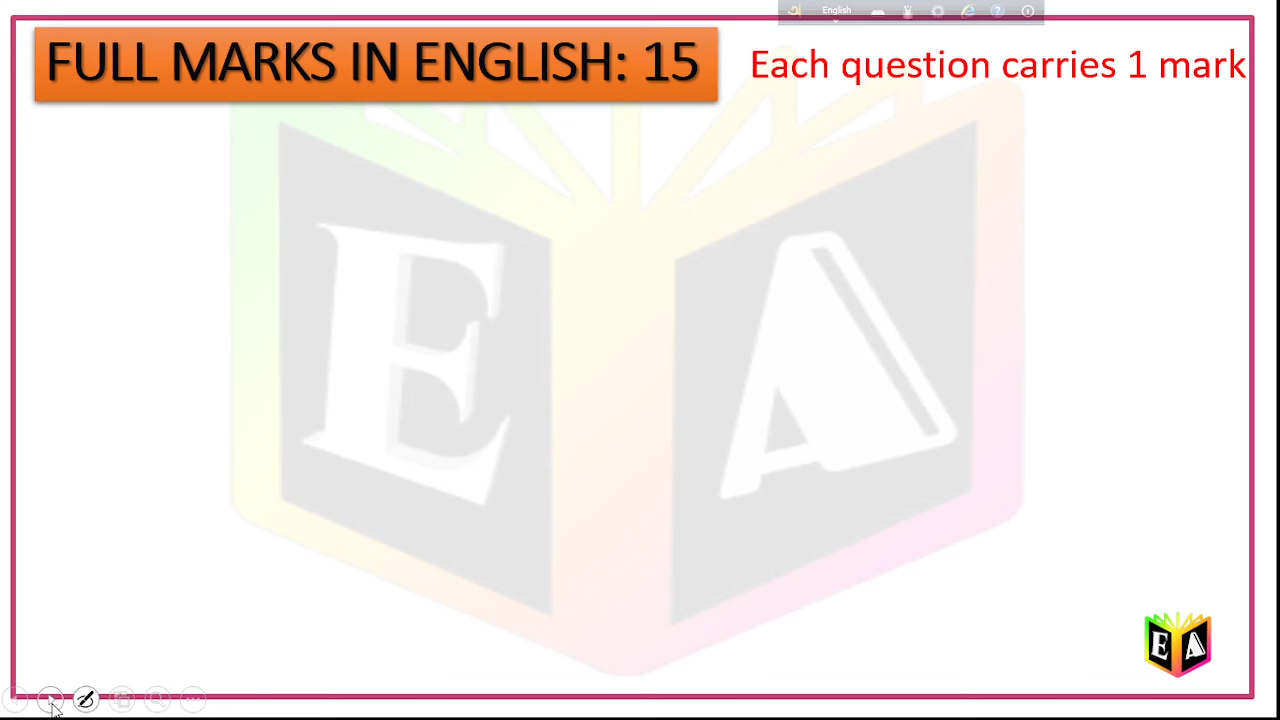 অ English
FULL MARKS IN ENGLISH: 15
Each question carries 1 mark
E A
E A